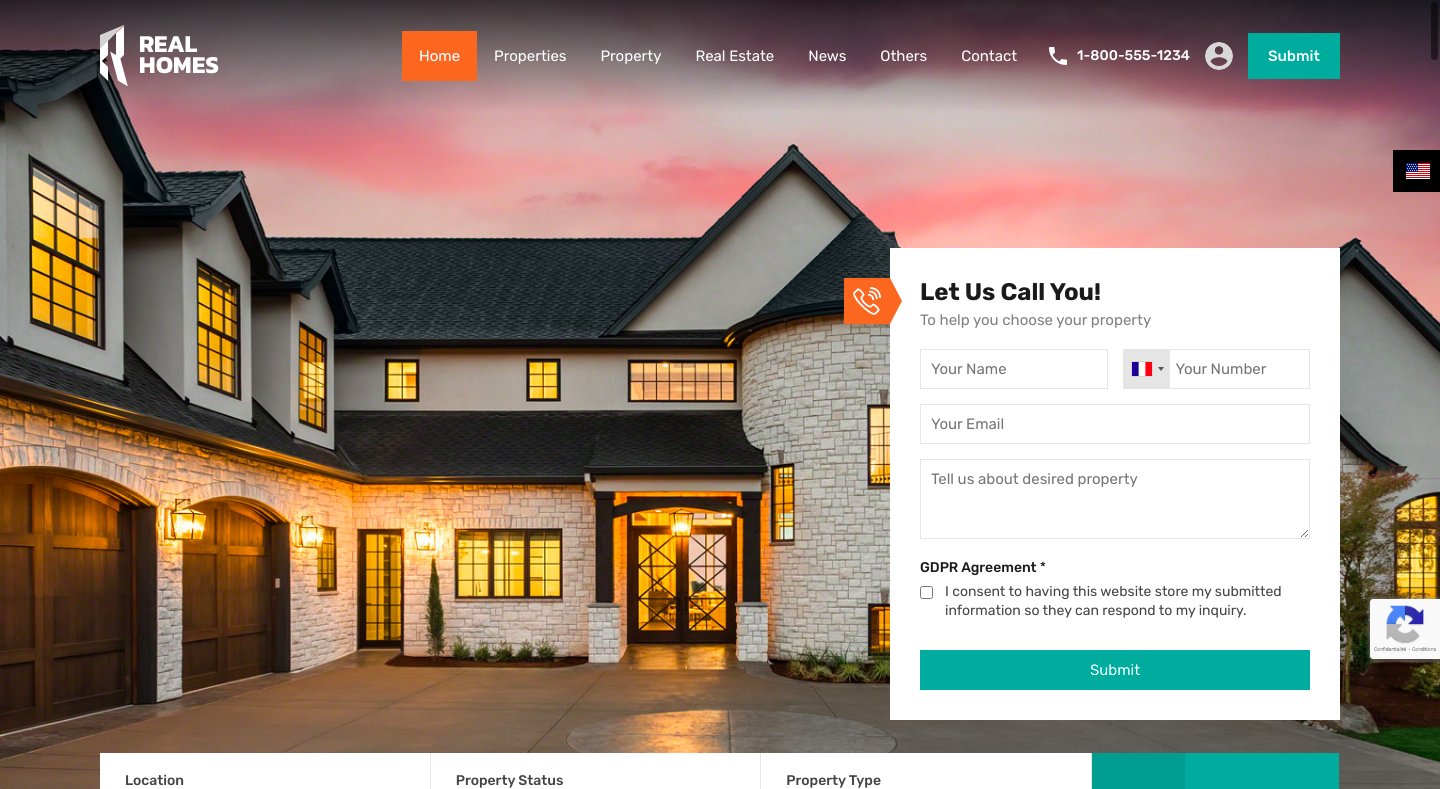 REAL
HOMES
Home
Properties
Property
Real Estate
News
Others
Contact
1-800-555-1234
Submit
Let Us Call You!
To help you choose your property
Your Name
Your Number
Your Email
Tell us about desired property
GDPR Agreement *
I consent to having this website store my submitted
information so they can respond to my inquiry.
Confidentialité - Conditions
Submit
Location
Property Status
Property Type